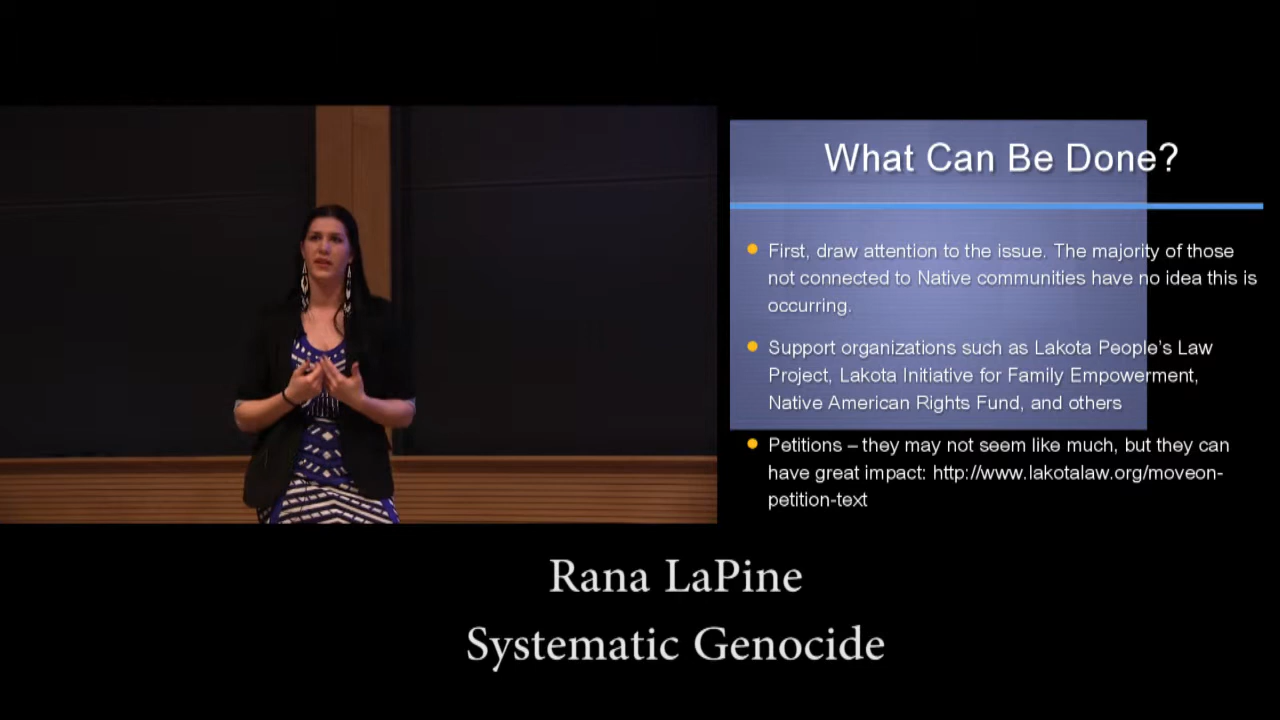 What Can Be Done?
First, draw attention to the issue. The majority of those
not connected to Native communities have no idea this is
occurring.
Support organizations such as Lakota People's Law
Project, Lakota Initiative for Family Empowerment,
Native American Rights Fund, and others
Petitions – they may not seem like much, but they can
have great impact: http://www.lakotalaw.org/moveon-
petition-text
Rana LaPine
Systematic Genocide